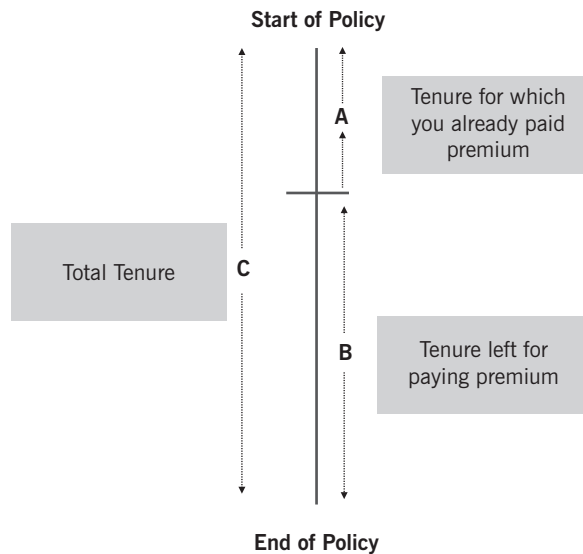 Start of Policy
A
Tenure for which
you already paid
premium
Total Tenure
C
B
Tenure left for
paying premium
End of Policy